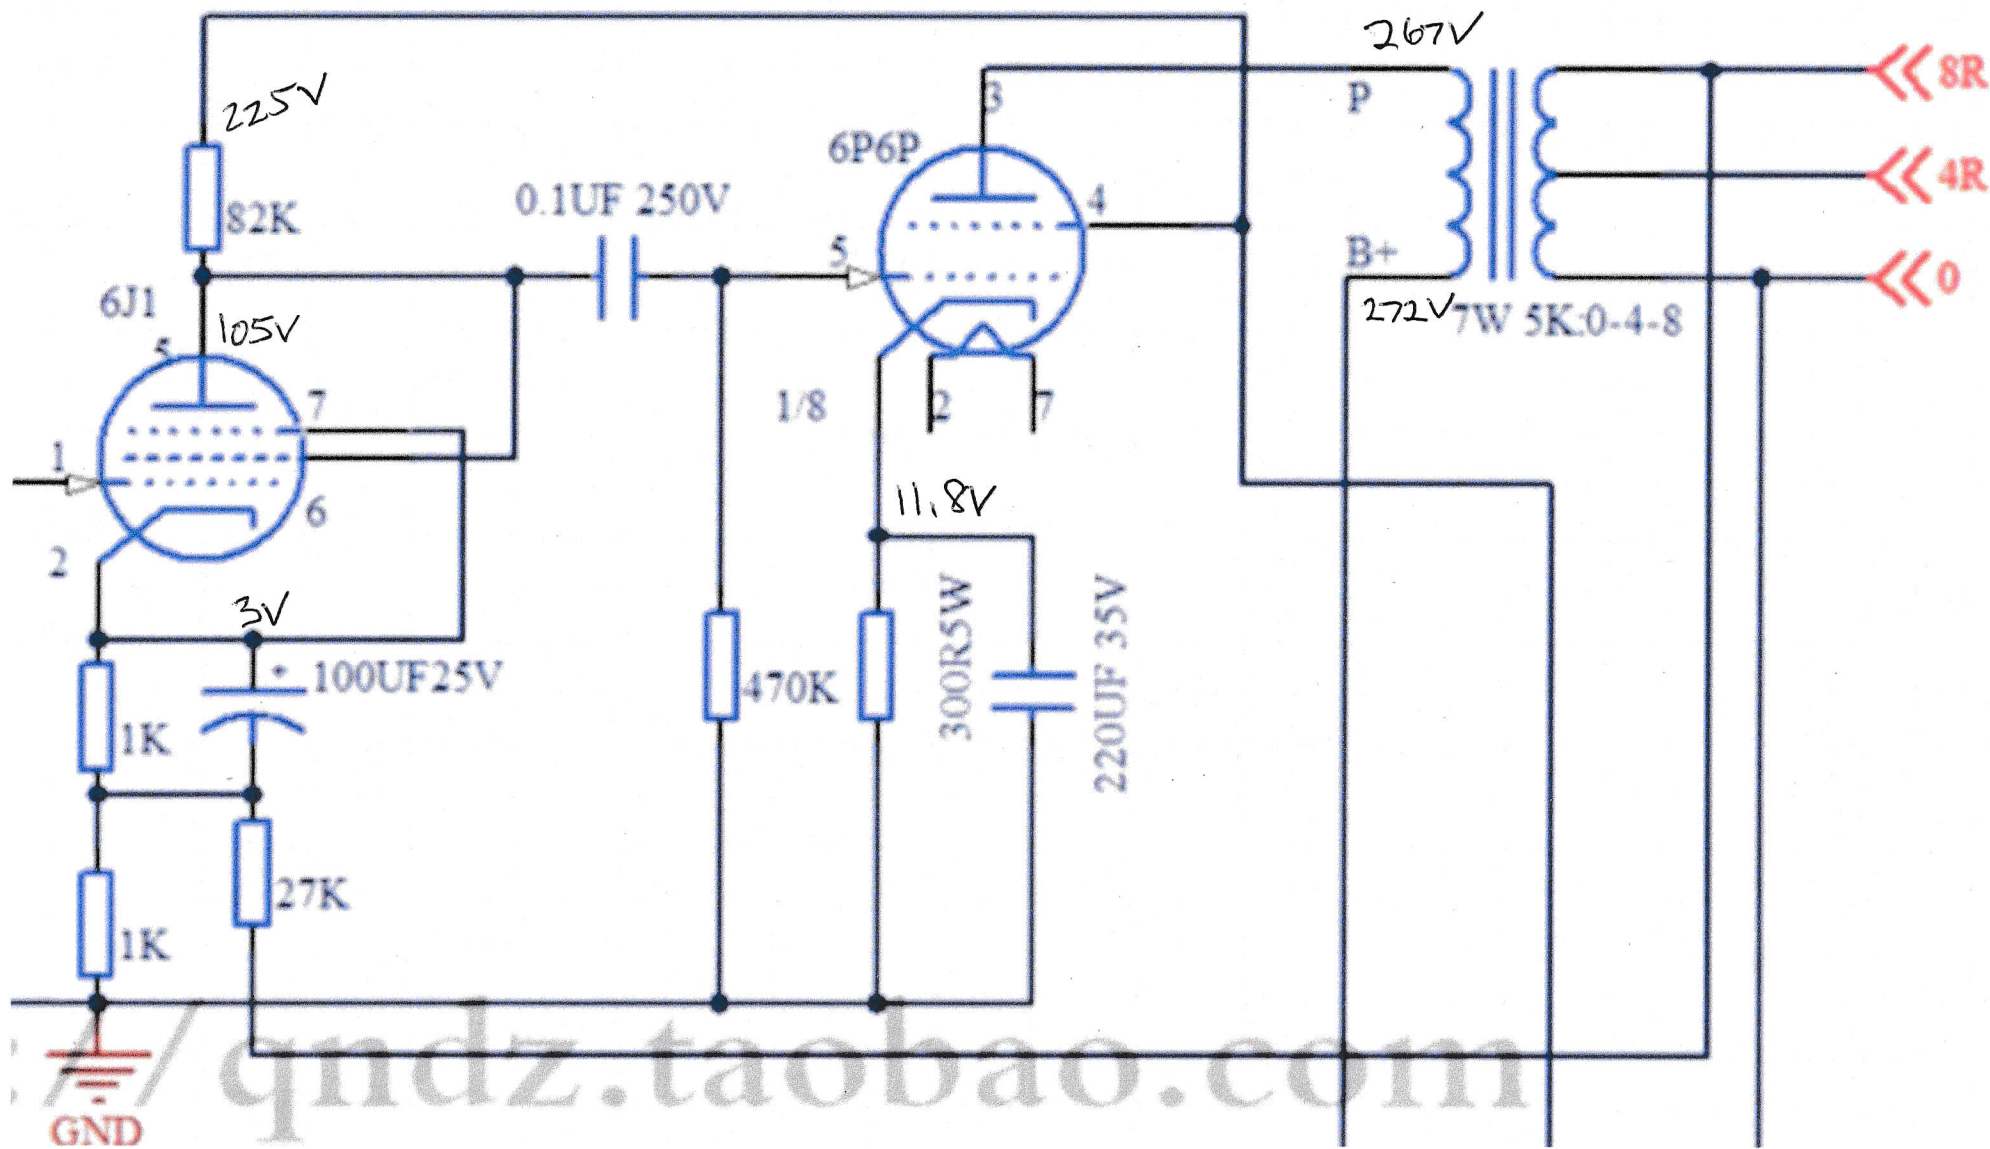 267V
3
P
8R
225V
6P6P
4
4R
82K
0.1UF 250V
5
B+
0
6J1
272V
7W 5K:0-4-8
105V
5
7
1/8
2
7
1
6
11.8V
2
3V
+
100UF25V
470K
300R5W
220UF 35V
1K
27K
1K
://qndz.taobao.com
GND